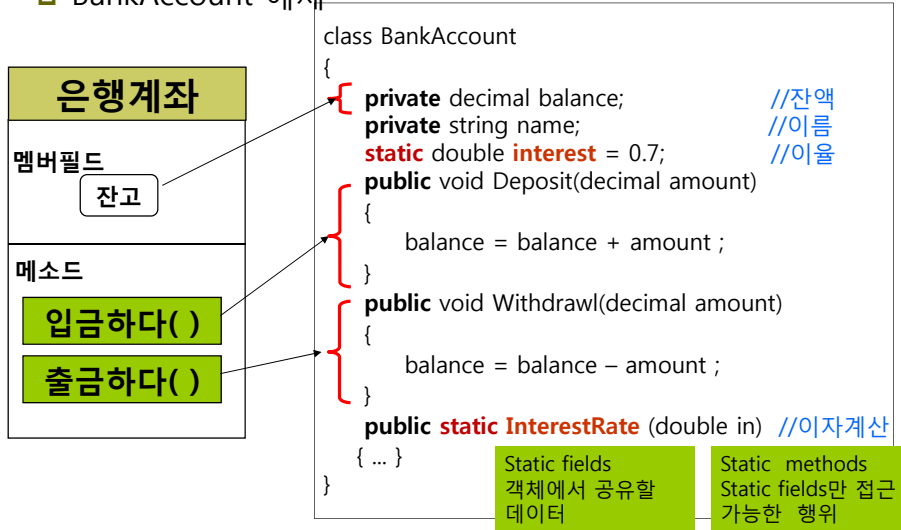 BankAccount 예제
은행계좌
멤버필드
잔고
메소드
입금하다( )
출금하다( )
class BankAccount
{
private decimal balance; //잔액
private string name; //이름
static double interest = 0.7; //이율
public void Deposit(decimal amount)
{
balance = balance + amount ;
}
public void Withdrawl(decimal amount)
{
balance = balance – amount ;
}
public static InterestRate (double in) //이자계산
{ ... }
}
Static fields
객체에서 공유할
데이터
Static methods
Static fields만 접근
가능한 행위